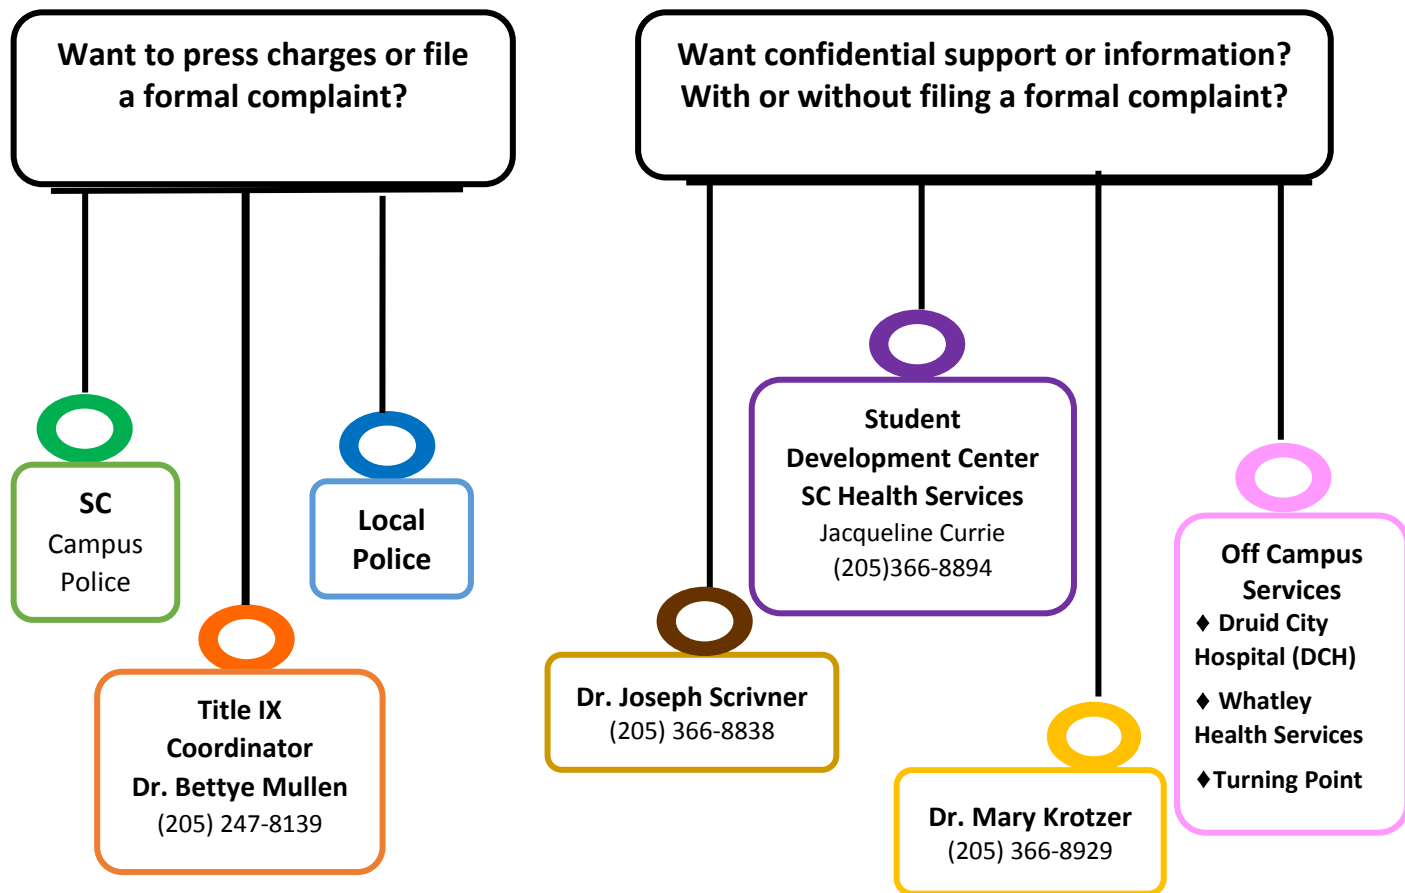 Want to press charges or file
a formal complaint?
Want confidential support or information?
With or without filing a formal complaint?
SC
Campus
Police
Title IX
Coordinator
Dr. Bettye Mullen
(205) 247-8139
Local
Police
Dr. Joseph Scrivner
(205) 366-8838
Student
Development Center
SC Health Services
Jacqueline Currie
(205)366-8894
Dr. Mary Krotzer
(205) 366-8929
Off Campus
Services
♦ Druid City
Hospital (DCH)
♦ Whatley
Health Services
♦Turning Point